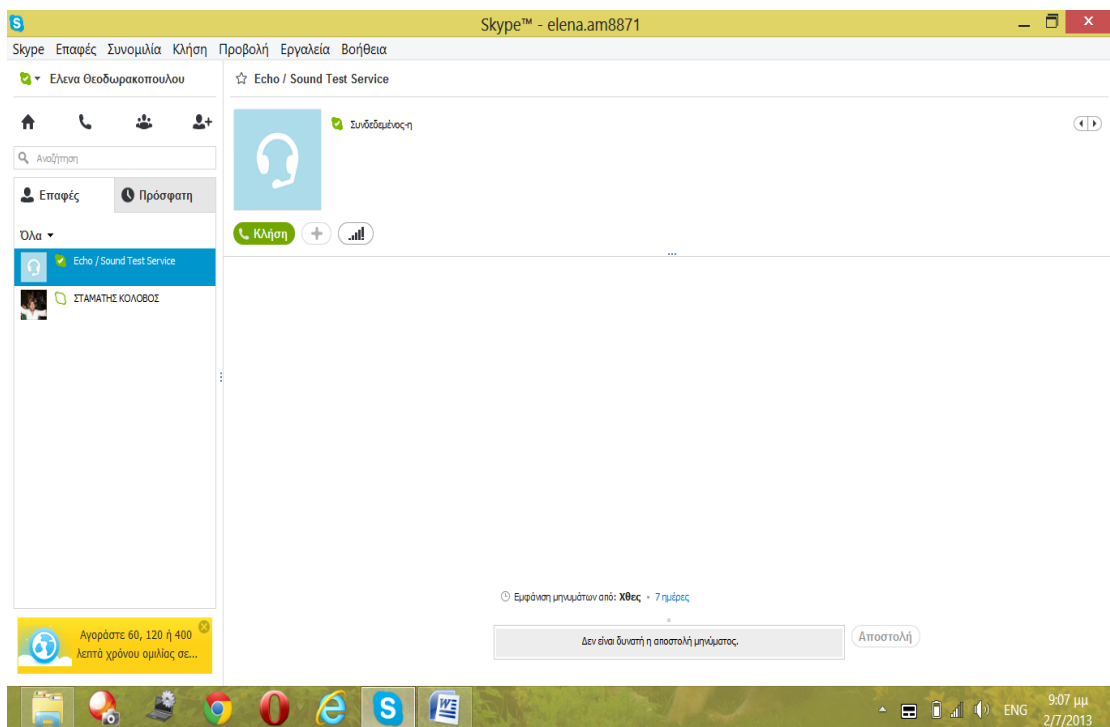 Skype™ - elena.am8871
Skype Επαφές Συνομιλία Κλήση Προβολή Εργαλεία Βοήθεια
Ελενα Θεοδωρακοπουλου
Echo / Sound Test Service
Συνδεδεμένος-η
Αναζήτηση
Επαφές Πρόσφατη
Όλα
Κλήση
Echo / Sound Test Service
ΣΤΑΜΑΤΗΣ ΚΟΛΟΒΟΣ
Εμφάνιση μηνυμάτων από: Χθες • 7 ημέρες
Δεν είναι δυνατή η αποστολή μηνύματος.
Αποστολή
Αγοράστε 60, 120 ή 400
λεπτά χρόνου ομιλίας σε...
ENG
9:07 μμ
2/7/2013